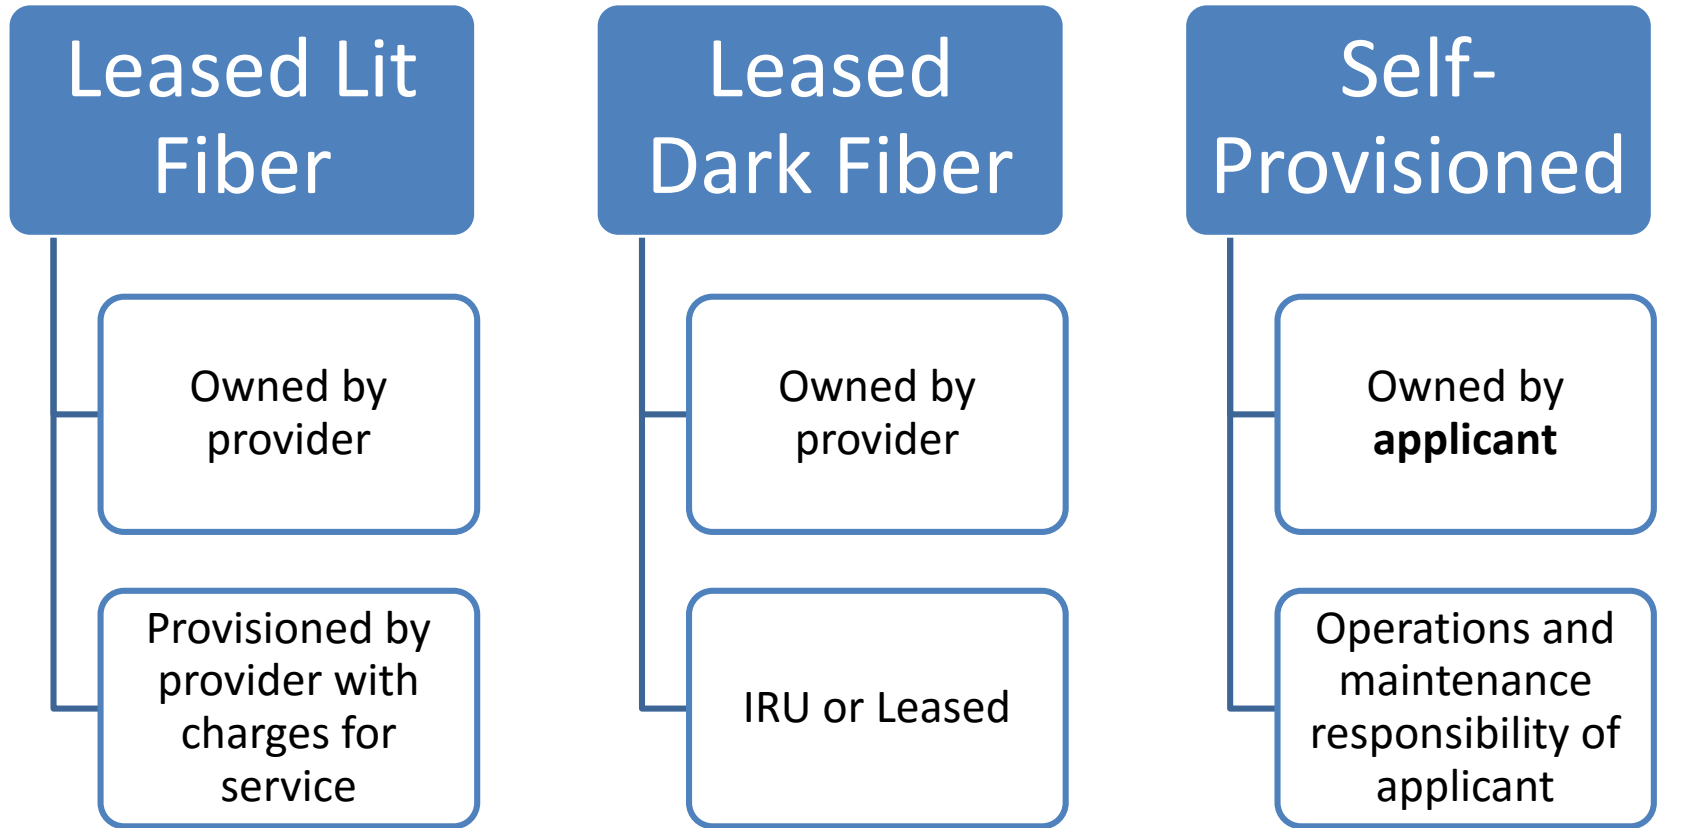 Leased Lit
Fiber
Owned by
provider
Provisioned by
provider with
charges for
service
Leased
Dark Fiber
Owned by
provider
IRU or Leased
Self-
Provisioned
Owned by
applicant
Operations and
maintenance
responsibility of
applicant